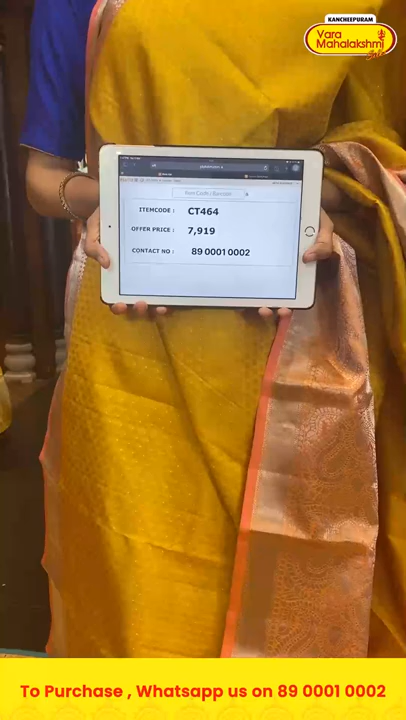 KANCHEEPURAM
Vara
Mahalakshmi
Silks
ITEMCODE : CT464
OFFER PRICE : 7,919
CONTACT NO : 89 0001 0002
To Purchase , Whatsapp us on 89 0001 0002